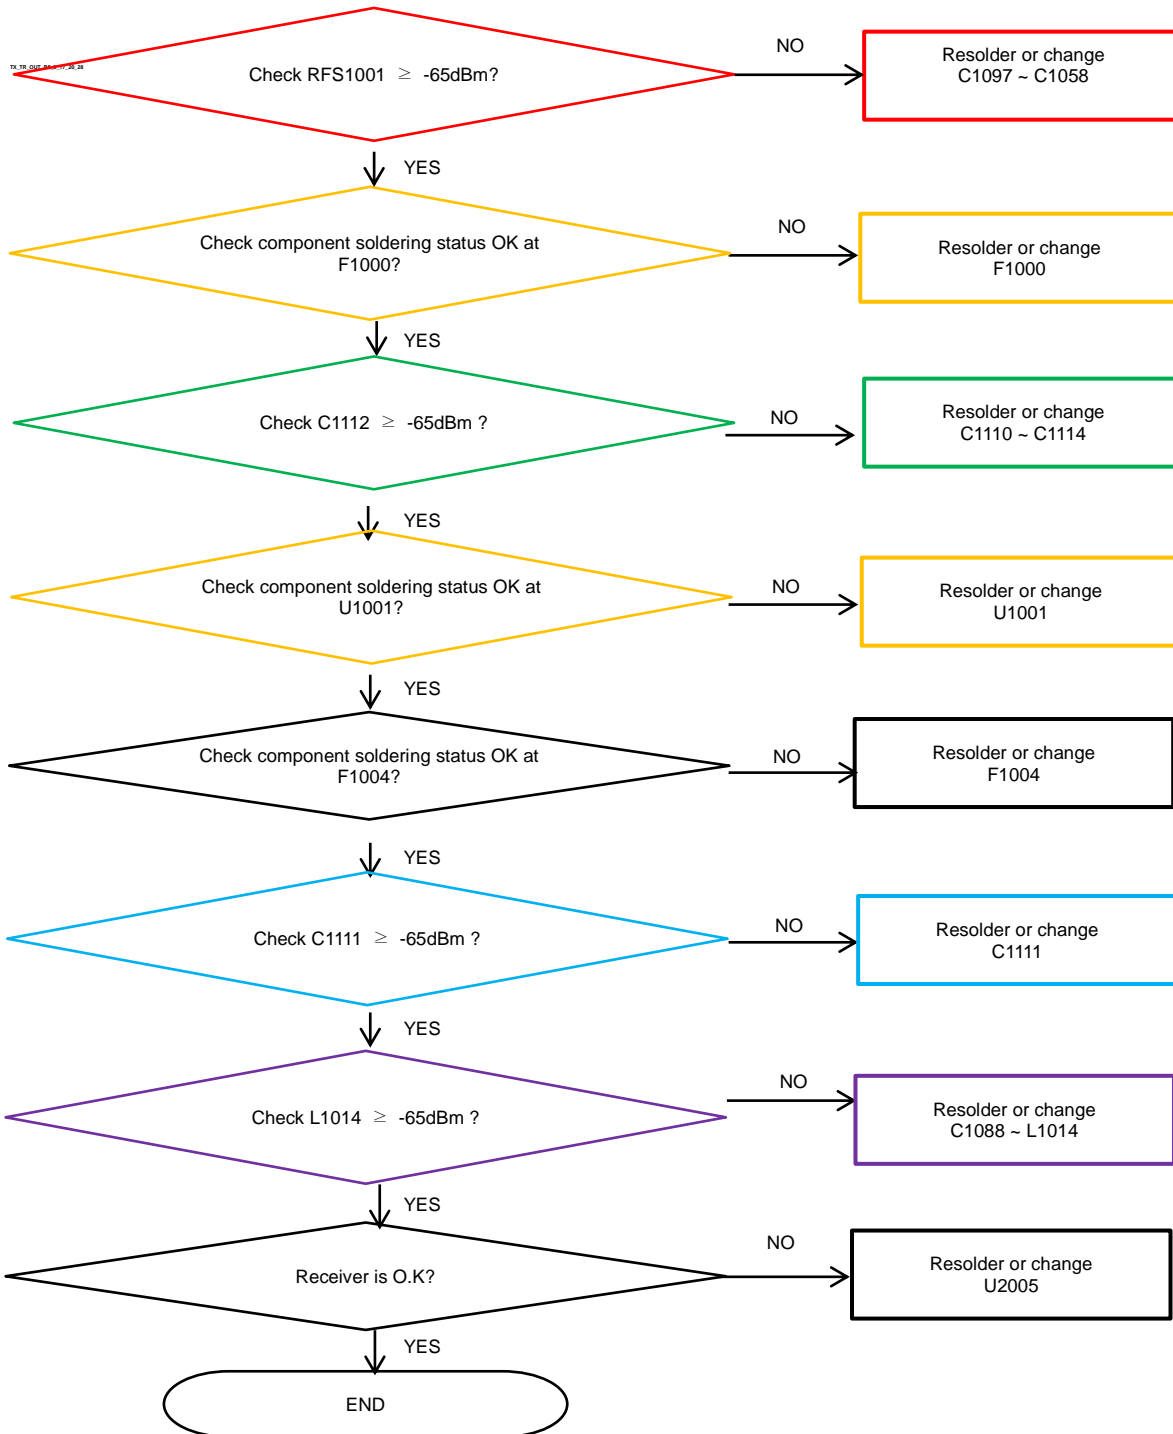 Check RFS1001 ≥ -65dBm?
NO
Resolder or change
C1097 ~ C1058
YES
Check component soldering status OK at
F1000?
NO
Resolder or change
F1000
YES
Check C1112 ≥ -65dBm ?
NO
Resolder or change
C1110 ~ C1114
YES
Check component soldering status OK at
U1001?
NO
Resolder or change
U1001
YES
Check component soldering status OK at
F1004?
NO
Resolder or change
F1004
YES
Check C1111 ≥ -65dBm ?
NO
Resolder or change
C1111
YES
Check L1014 ≥ -65dBm ?
NO
Resolder or change
C1088 ~ L1014
YES
Receiver is O.K?
NO
Resolder or change
U2005
YES
END